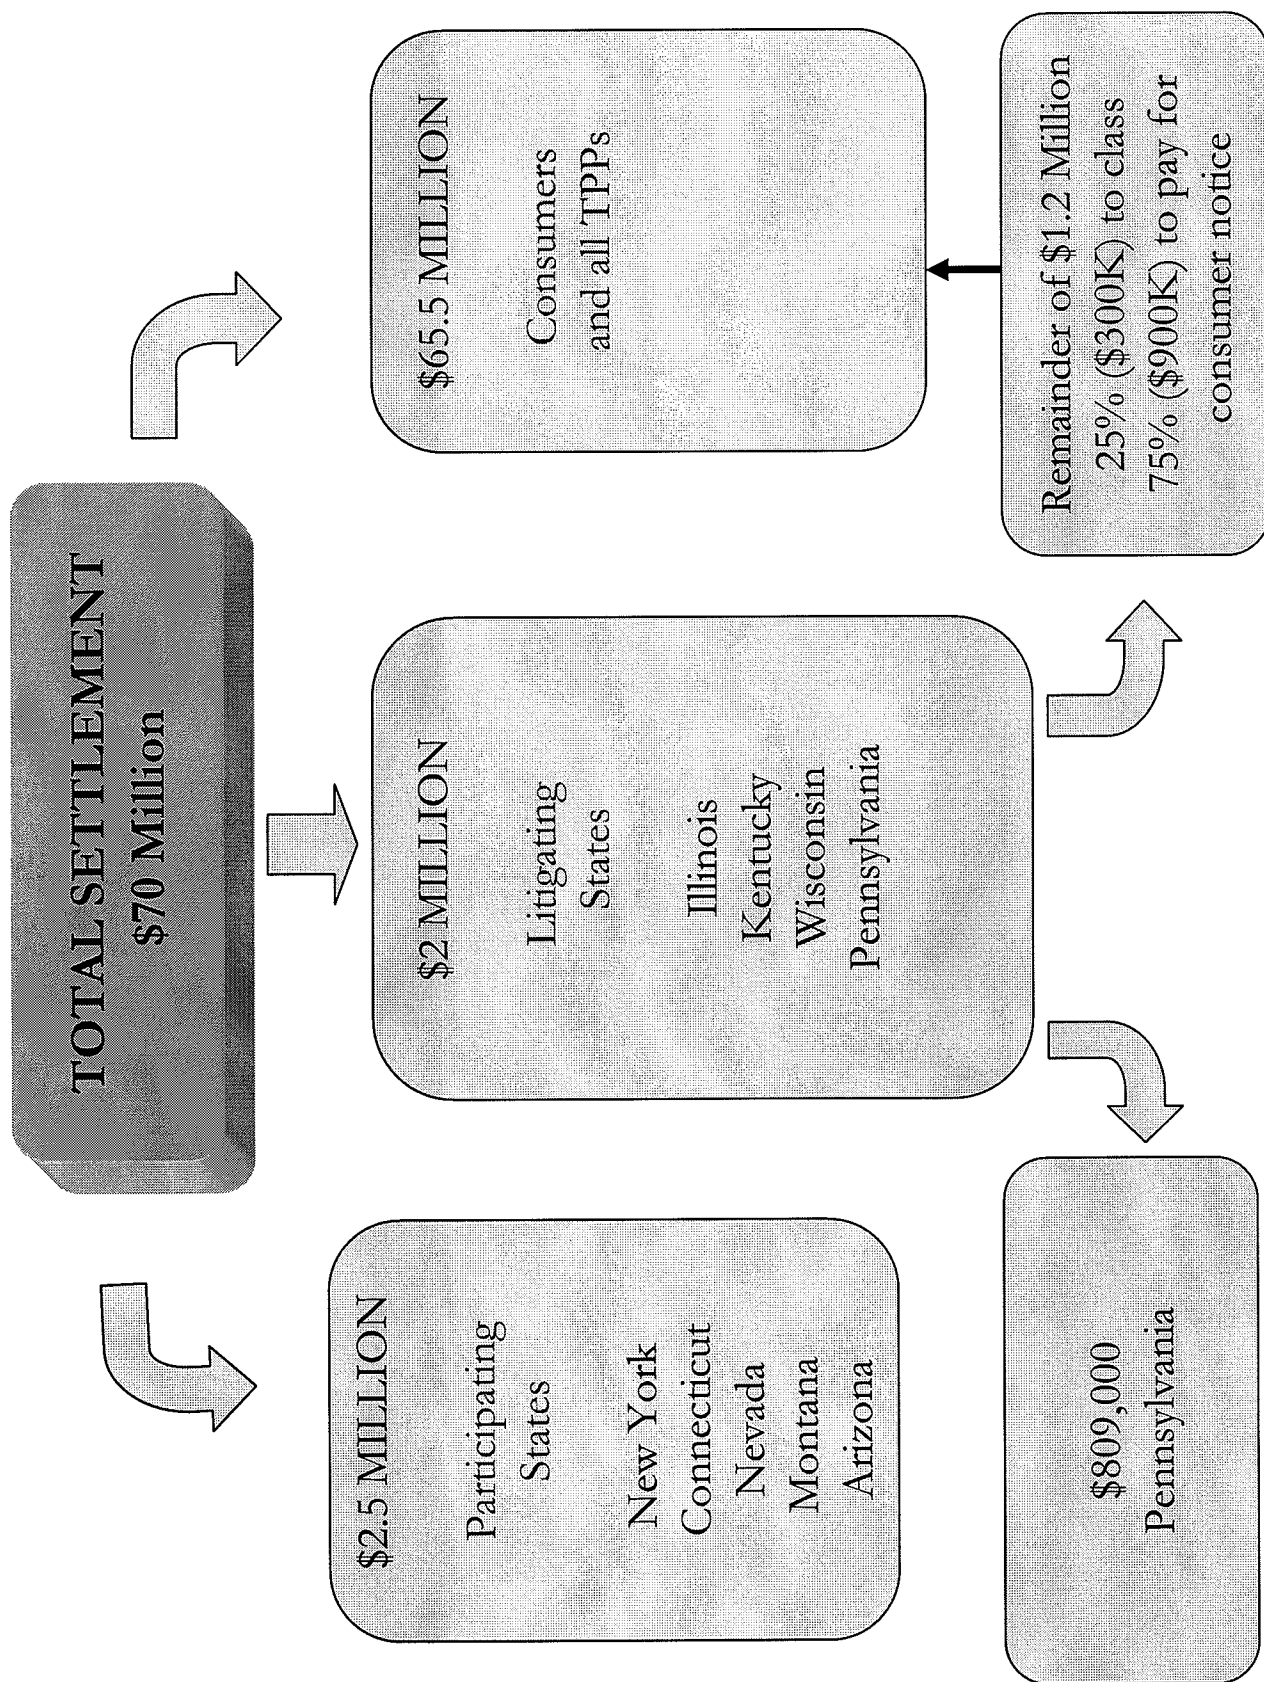 TOTAL SETTLEMENT
$70 Million
$2.5 MILLION
Participating
States
New York
Connecticut
Nevada
Montana
Arizona
$2 MILLION
Litigating
States
Illinois
Kentucky
Wisconsin
Pennsylvania
$65.5 MILLION
Consumers
and all TPPs
$809,000
Pennsylvania
Remainder of $1.2 Million
25% ($300K) to class
75% ($900K) to pay for
consumer notice